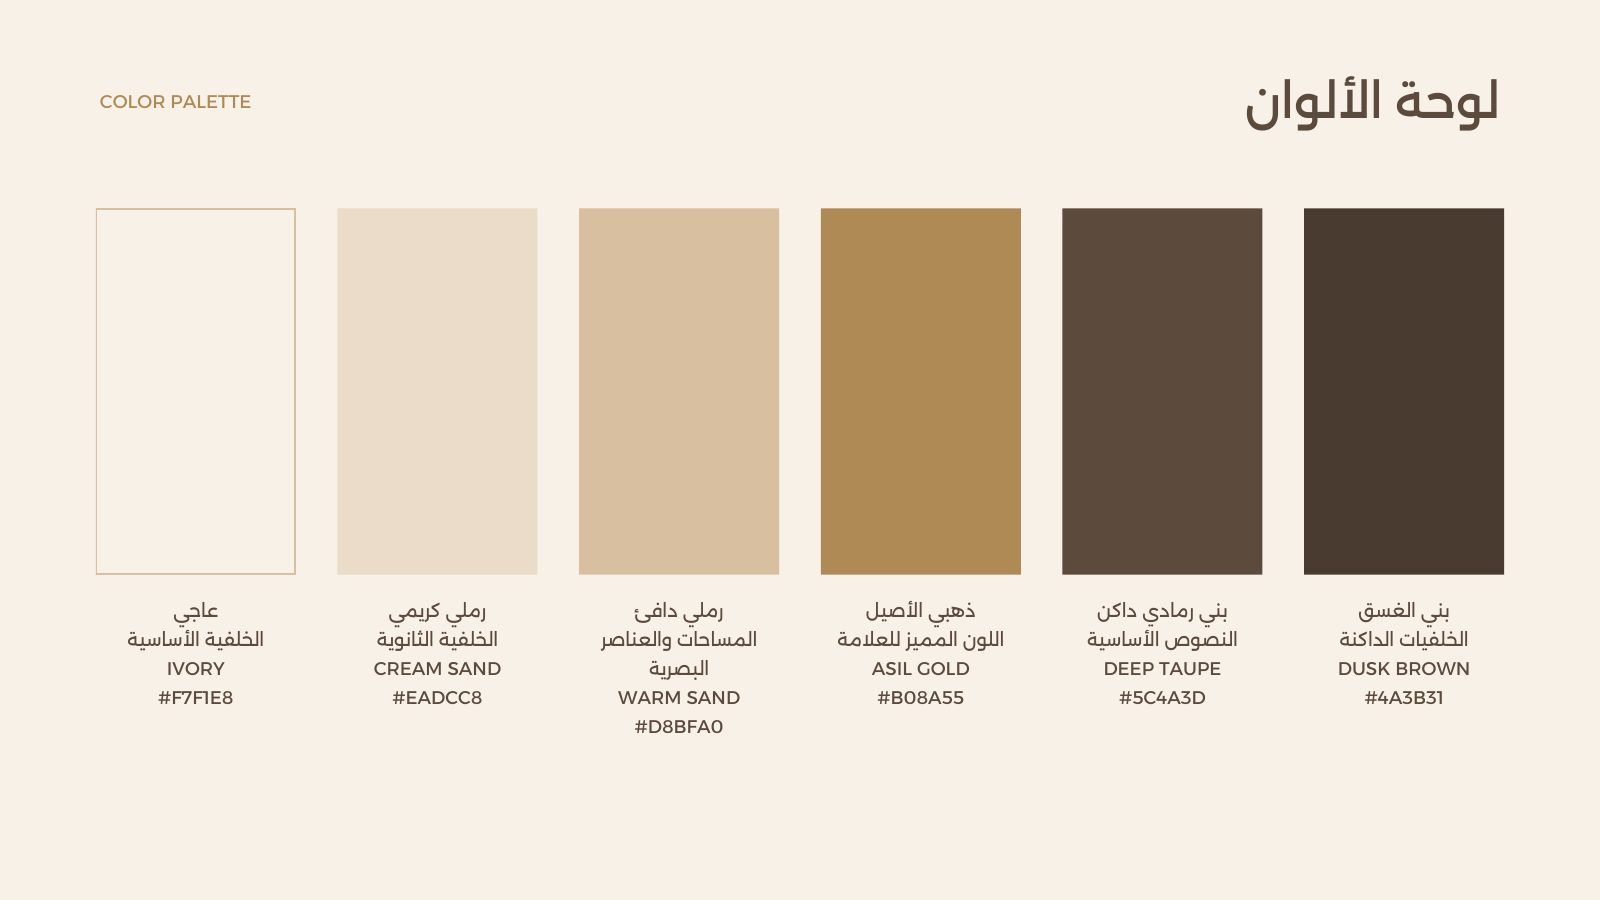 لوحة الألوان
COLOR PALETTE
عاجي
الخلفية الأساسية
IVORY
#F7F1E8
رملي كريمي
الخلفية الثانوية
CREAM SAND
#EADCC8
رملي دافئ
المساحات والعناصر
البصرية
WARM SAND
#D8BFA0
ذهبي الأصيل
اللون المميز للعلامة
ASIL GOLD
#B08A55
بني رمادي داكن
النصوص الأساسية
DEEP TAUPE
#5C4A3D
بني الغسق
الخلفيات الداكنة
DUSK BROWN
#4A3B31